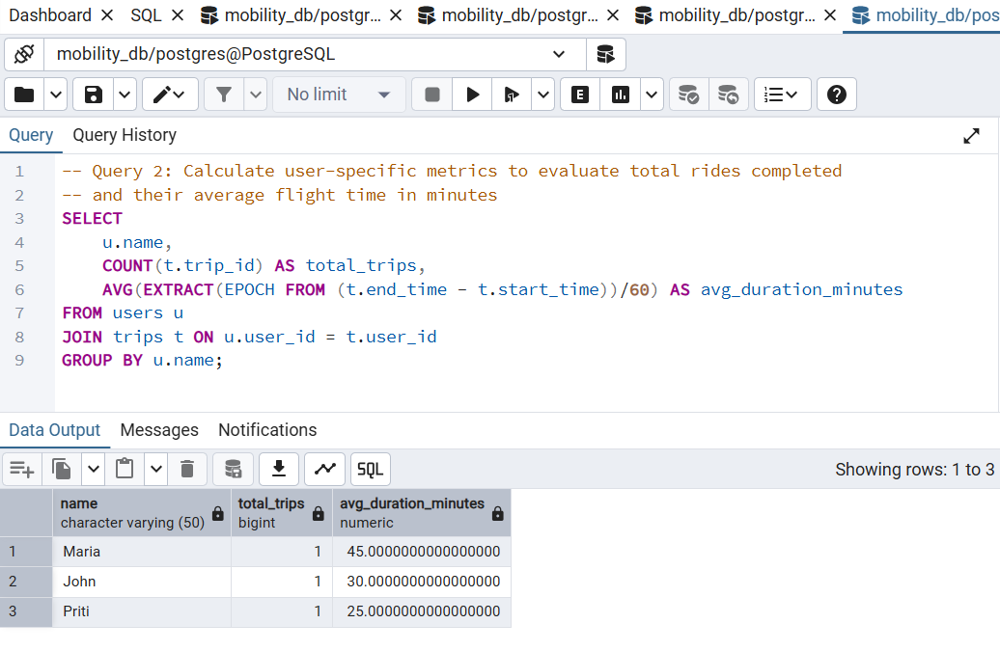 Dashboard SQL mobility_db/postgr... mobility_db/postgr... mobility_db/postgr... mobility_db/pos
mobility_db/postgres@PostgreSQL
No limit E
Query Query History
1 -- Query 2: Calculate user-specific metrics to evaluate total rides completed
2 -- and their average flight time in minutes
3 SELECT
4 u.name,
5 COUNT(t.trip_id) AS total_trips,
6 AVG(EXTRACT(EPOCH FROM (t.end_time - t.start_time))/60) AS avg_duration_minutes
7 FROM users u
8 JOIN trips t ON u.user_id = t.user_id
9 GROUP BY u.name;
Data Output Messages Notifications
SQL Showing rows: 1 to 3
name total_trips avg_duration_minutes
character varying (50) bigint numeric
1 Maria 1 45.0000000000000000
2 John 1 30.0000000000000000
3 Priti 1 25.0000000000000000